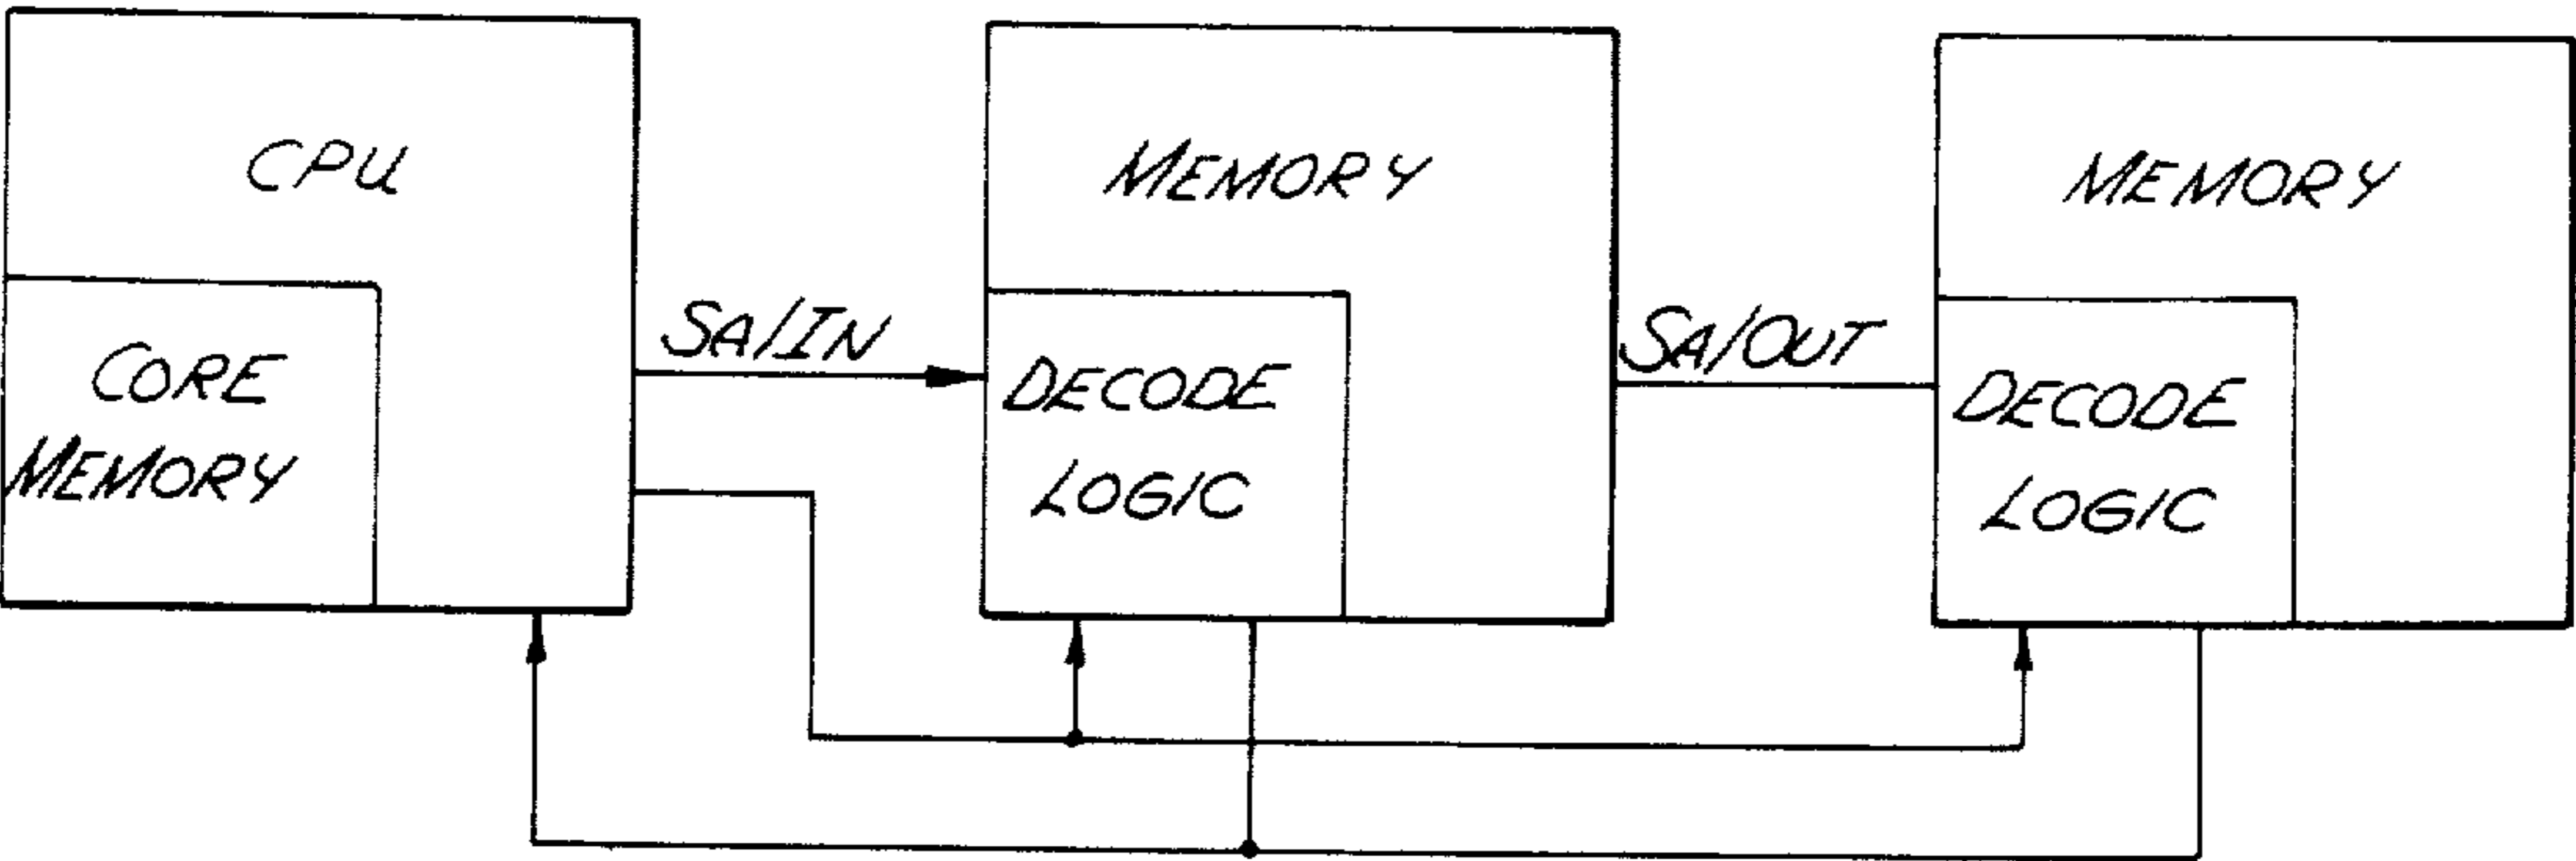 CPU
CORE
MEMORY
SA/IN
MEMORY
DECODE
LOGIC
SA/OUT
MEMORY
DECODE
LOGIC